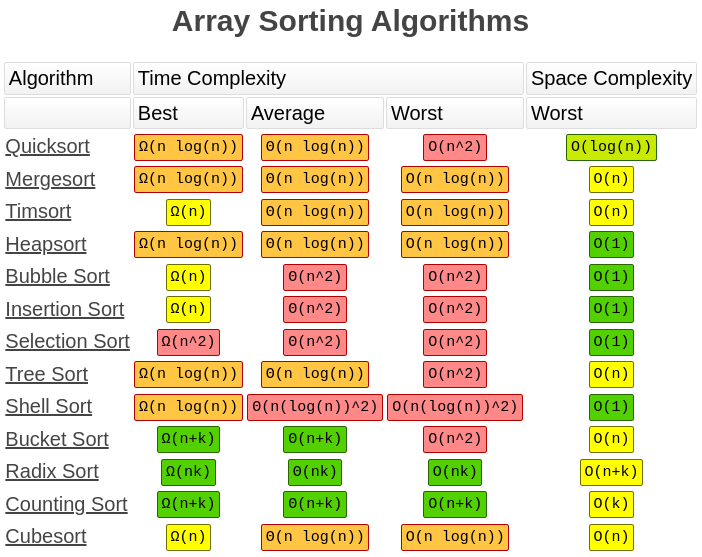 Array Sorting Algorithms
Algorithm Time Complexity Space Complexity
Best Average Worst Worst
Quicksort Ω(n log(n)) Θ(n log(n)) O(n^2) O(log(n))
Mergesort Ω(n log(n)) Θ(n log(n)) O(n log(n)) O(n)
Timsort Ω(n) Θ(n log(n)) O(n log(n)) O(n)
Heapsort Ω(n log(n)) Θ(n log(n)) O(n log(n)) O(1)
Bubble Sort Ω(n) Θ(n^2) O(n^2) O(1)
Insertion Sort Ω(n) Θ(n^2) O(n^2) O(1)
Selection Sort Ω(n^2) Θ(n^2) O(n^2) O(1)
Tree Sort Ω(n log(n)) Θ(n log(n)) O(n^2) O(n)
Shell Sort Ω(n log(n)) Θ(n(log(n))^2) O(n(log(n))^2) O(1)
Bucket Sort Ω(n+k) Θ(n+k) O(n^2) O(n)
Radix Sort Ω(nk) Θ(nk) O(nk) O(n+k)
Counting Sort Ω(n+k) Θ(n+k) O(n+k) O(k)
Cubesort Ω(n) Θ(n log(n)) O(n log(n)) O(n)